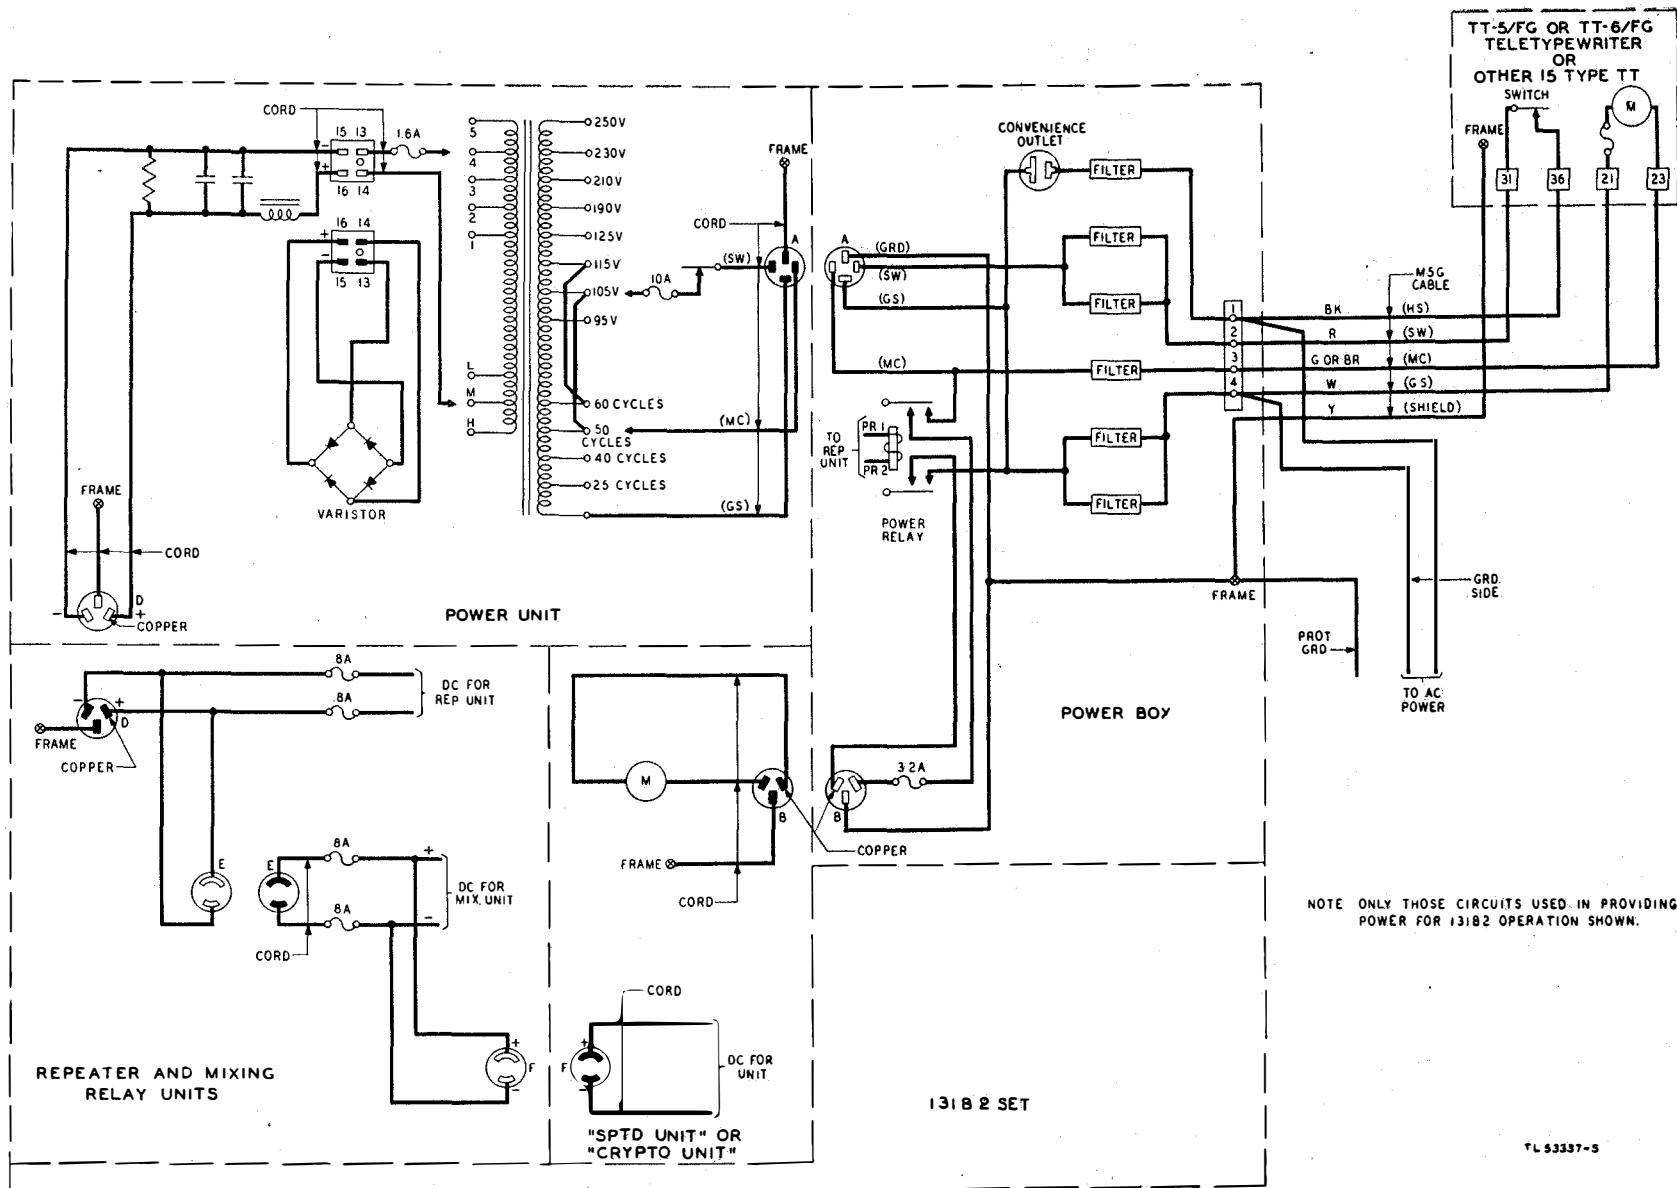 TT-5/FG OR TT-6/FG
TELETYPEWRITER
OR
OTHER 15 TYPE TT
SWITCH
M
FRAME
31
36
21
23
CORD
15 13
1.6A
-
+
16 14
16 14
+
-
15 13
5
4
3
2
1
L
M
H
250V
230V
210V
190V
125V
115V
105V
95V
60 CYCLES
50
CYCLES
40 CYCLES
25 CYCLES
10A
(SW)
CORD
FRAME
A
(MC)
(GS)
VARISTOR
FRAME
CORD
D
-
+
COPPER
POWER UNIT
CONVENIENCE
OUTLET
FILTER
A
(GRD)
(SW)
(GS)
FILTER
FILTER
(MC)
FILTER
TO
REP
UNIT
PR 1
PR 2
FILTER
FILTER
POWER
RELAY
1
2
3
4
M5G
CABLE
BK
(HS)
R
(SW)
G OR BR
(MC)
W
(GS)
Y
(SHIELD)
FRAME
GRD.
SIDE
PROT
GRD
TO AC
POWER
POWER BOX
8A
8A
DC FOR
REP UNIT
-
+
D
FRAME
COPPER
E
E
8A
8A
+
-
DC FOR
MIX. UNIT
CORD
+
F
-
REPEATER AND MIXING
RELAY UNITS
M
B
FRAME
CORD
3.2A
B
COPPER
CORD
+
F
-
DC FOR
UNIT
"SPTD UNIT" OR
"CRYPTO UNIT"
131B2 SET
NOTE ONLY THOSE CIRCUITS USED IN PROVIDING
POWER FOR 131B2 OPERATION SHOWN.
TL53337-S